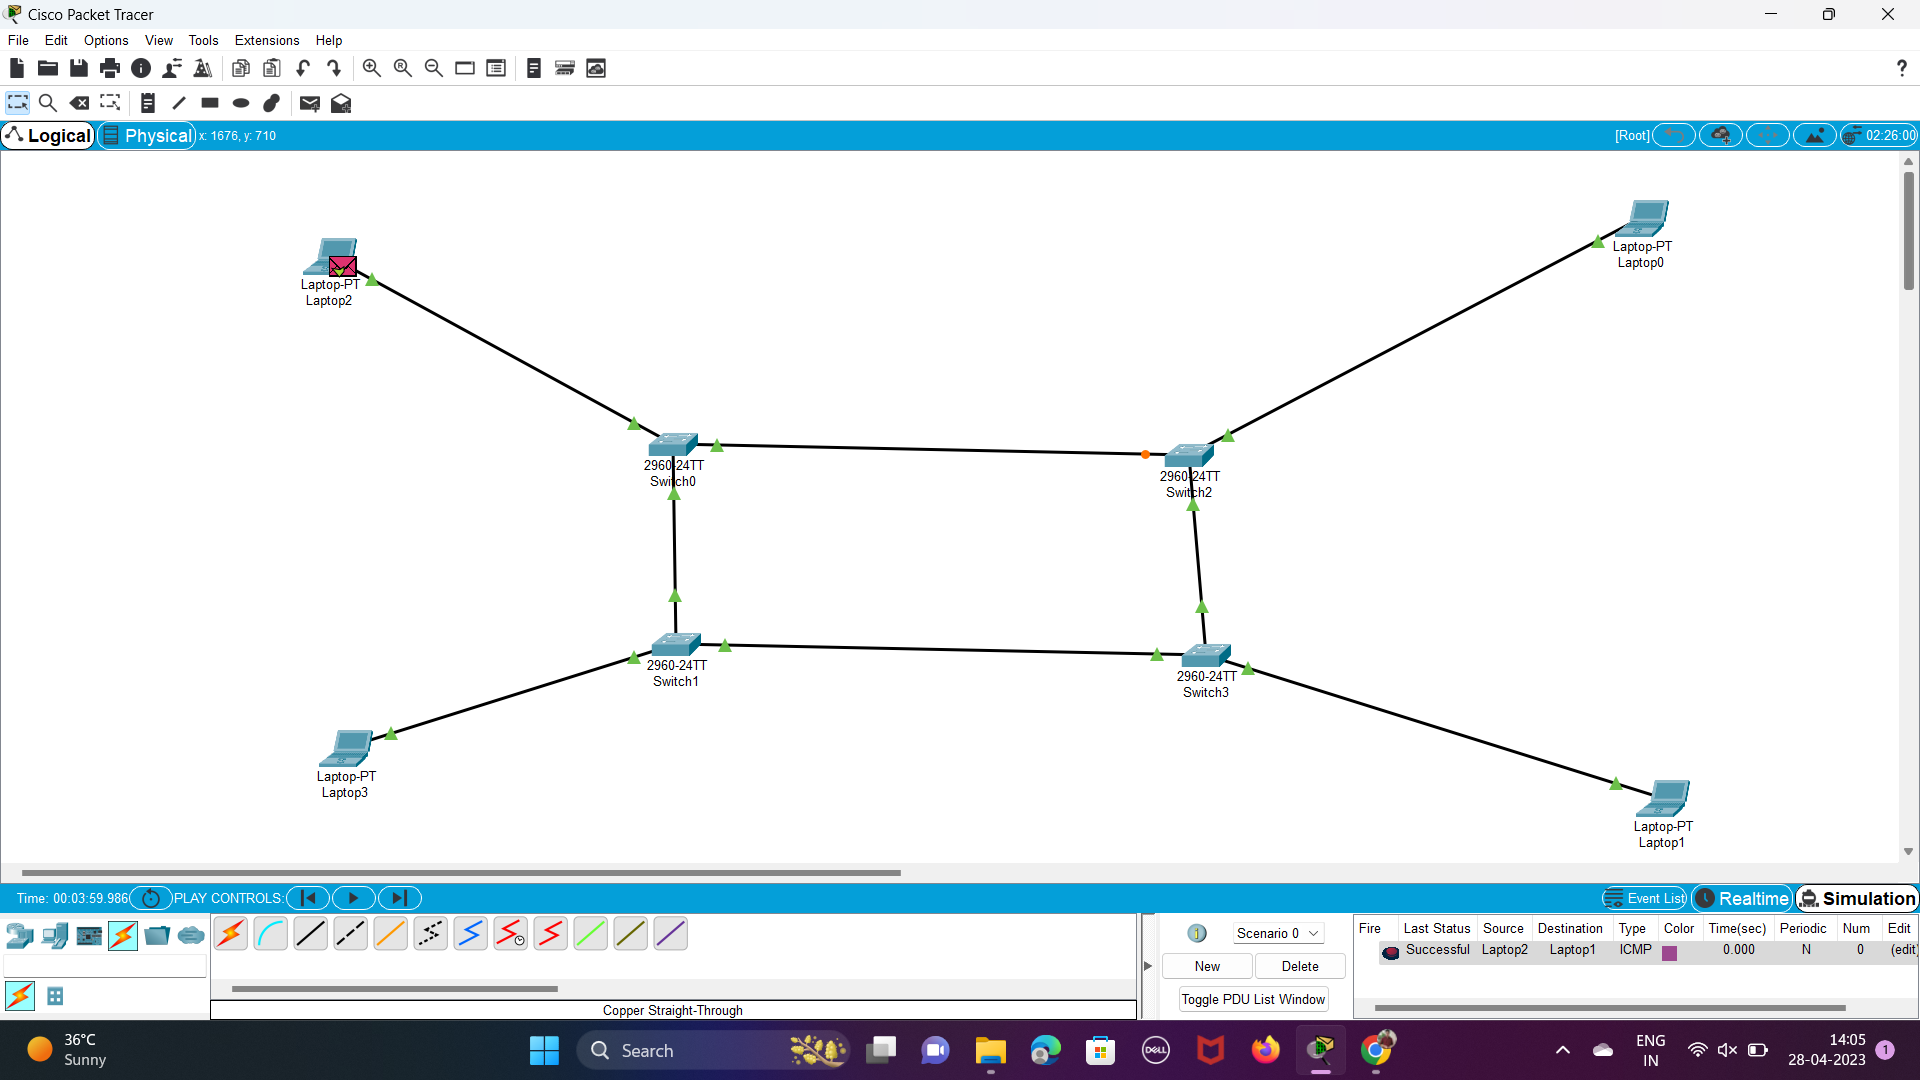 Cisco Packet Tracer
File Edit Options View Tools Extensions Help
?
Logical Physical x: 1676, y: 710 [Root] 02:26:00
Laptop-PT
Laptop2
Laptop-PT
Laptop0
2960-24TT
Switch0
2960-24TT
Switch2
2960-24TT
Switch1
2960-24TT
Switch3
Laptop-PT
Laptop3
Laptop-PT
Laptop1
Time: 00:03:59.986 PLAY CONTROLS: Event List Realtime Simulation
Scenario 0
New Delete
Toggle PDU List Window
Fire Last Status Source Destination Type Color Time(sec) Periodic Num Edit
Successful Laptop2 Laptop1 ICMP 0.000 N 0 (edit)
Copper Straight-Through
36°C
Sunny
Search
DELL
ENG
IN
14:05
28-04-2023
1